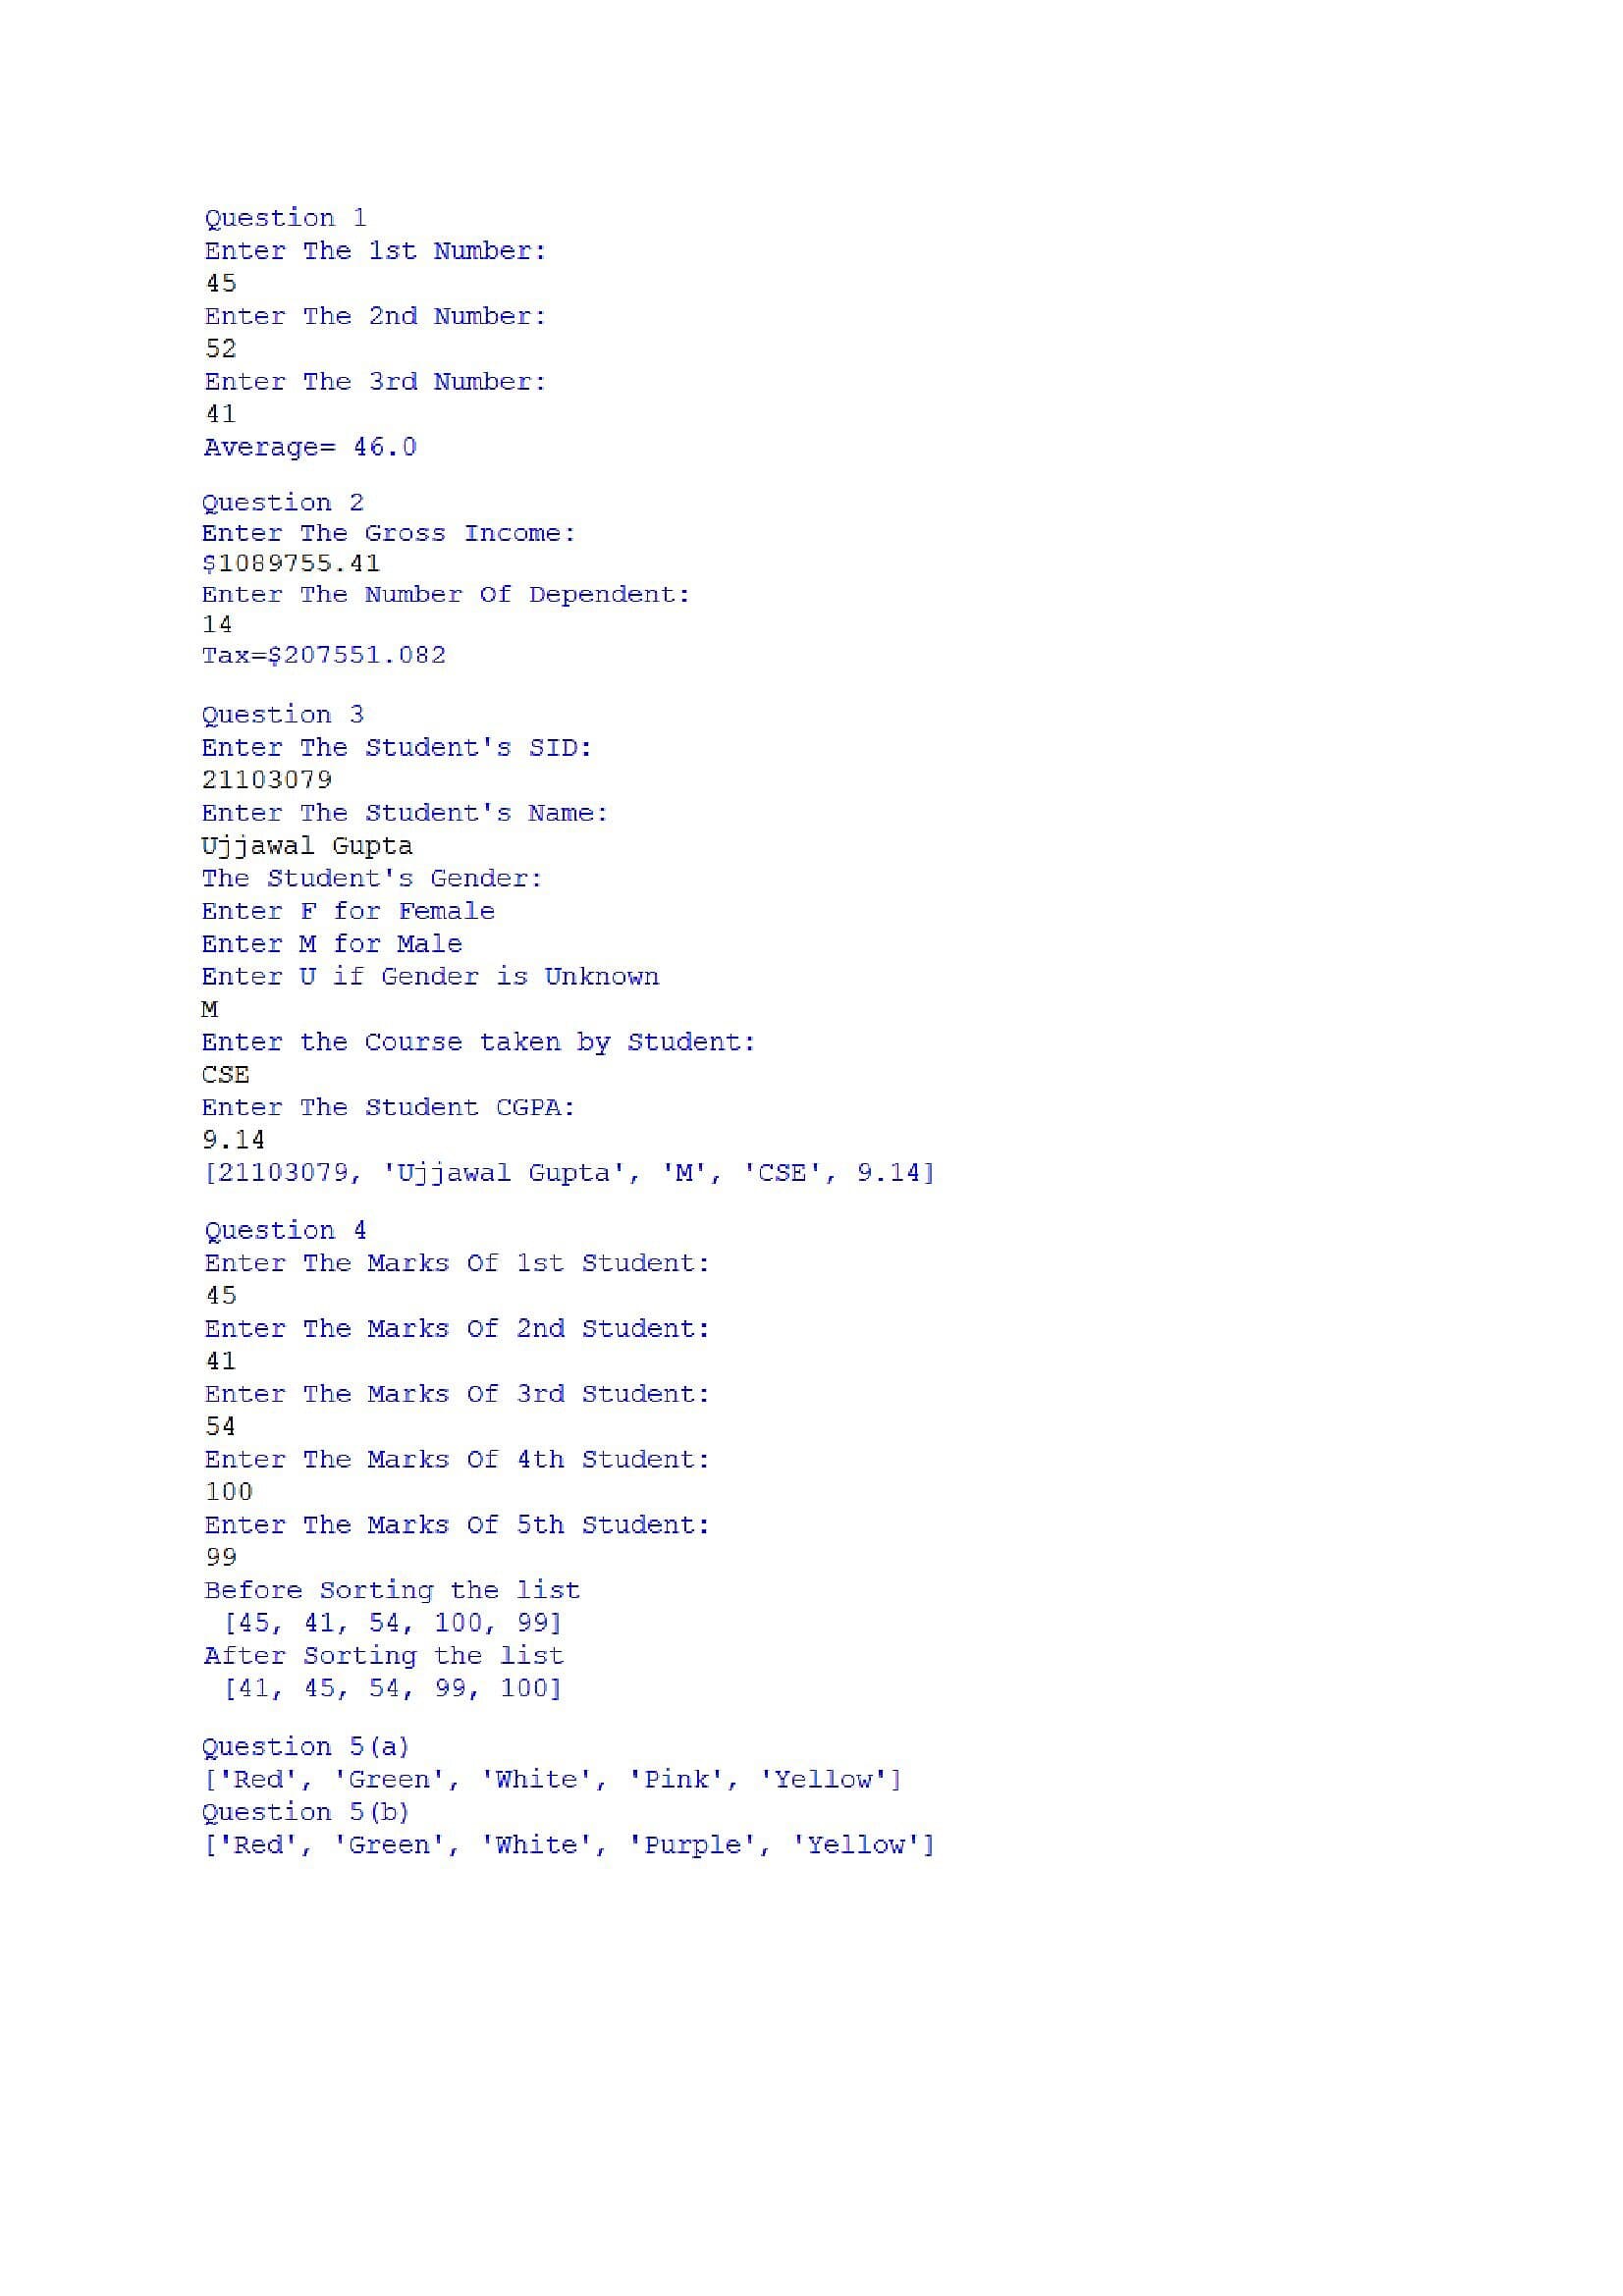 Question 1
Enter The 1st Number:
45
Enter The 2nd Number:
52
Enter The 3rd Number:
41
Average= 46.0
Question 2
Enter The Gross Income:
$1089755.41
Enter The Number Of Dependent:
14
Tax=$207551.082
Question 3
Enter The Student's SID:
21103079
Enter The Student's Name:
Ujjawal Gupta
The Student's Gender:
Enter F for Female
Enter M for Male
Enter U if Gender is Unknown
M
Enter the Course taken by Student:
CSE
Enter The Student CGPA:
9.14
[21103079, 'Ujjawal Gupta', 'M', 'CSE', 9.14]
Question 4
Enter The Marks Of 1st Student:
45
Enter The Marks Of 2nd Student:
41
Enter The Marks Of 3rd Student:
54
Enter The Marks Of 4th Student:
100
Enter The Marks Of 5th Student:
99
Before Sorting the list
 [45, 41, 54, 100, 99]
After Sorting the list
 [41, 45, 54, 99, 100]
Question 5(a)
['Red', 'Green', 'White', 'Pink', 'Yellow']
Question 5(b)
['Red', 'Green', 'White', 'Purple', 'Yellow']